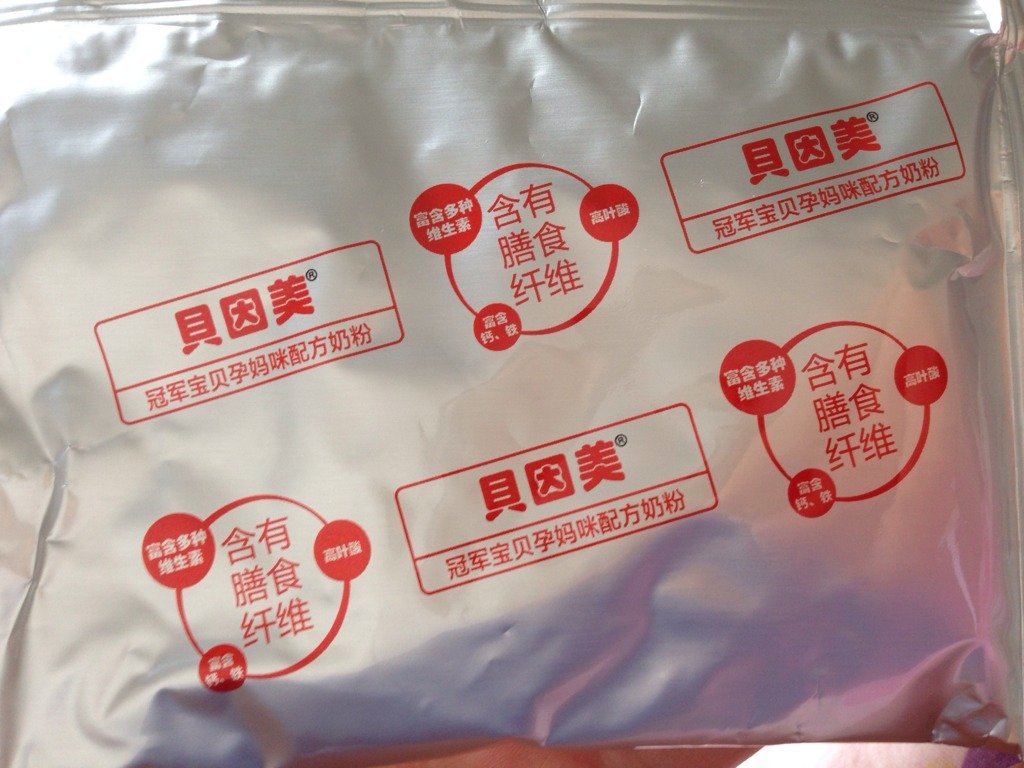 贝因美®
冠军宝贝孕妈咪配方奶粉
富含多种
维生素
含有
膳食
纤维
高叶酸
富含
钙、铁
贝因美®
冠军宝贝孕妈咪配方奶粉
富含多种
维生素
含有
膳食
纤维
高叶酸
富含
钙、铁
贝因美®
冠军宝贝孕妈咪配方奶粉
富含多种
维生素
含有
膳食
纤维
高叶酸
富含
钙、铁